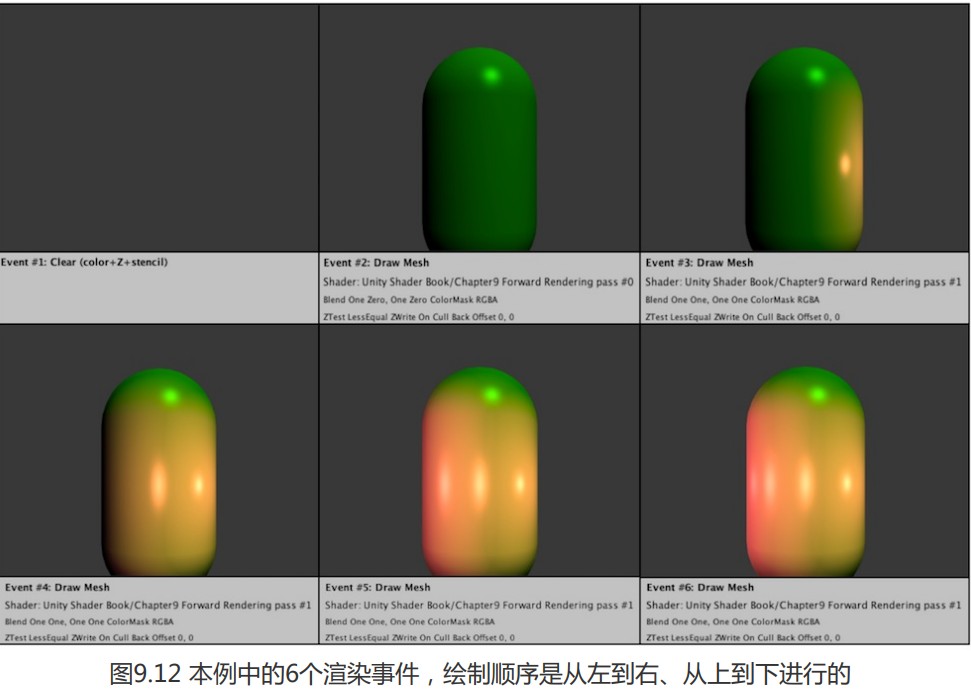 Event #1: Clear (color+Z+stencil)
Event #2: Draw Mesh
Shader: Unity Shader Book/Chapter9 Forward Rendering pass #0
Blend One Zero, One Zero ColorMask RGBA
ZTest LessEqual ZWrite On Cull Back Offset 0, 0
Event #3: Draw Mesh
Shader: Unity Shader Book/Chapter9 Forward Rendering pass #1
Blend One One, One One ColorMask RGBA
ZTest LessEqual ZWrite On Cull Back Offset 0, 0
Event #4: Draw Mesh
Shader: Unity Shader Book/Chapter9 Forward Rendering pass #1
Blend One One, One One ColorMask RGBA
ZTest LessEqual ZWrite On Cull Back Offset 0, 0
Event #5: Draw Mesh
Shader: Unity Shader Book/Chapter9 Forward Rendering pass #1
Blend One One, One One ColorMask RGBA
ZTest LessEqual ZWrite On Cull Back Offset 0, 0
Event #6: Draw Mesh
Shader: Unity Shader Book/Chapter9 Forward Rendering pass #1
Blend One One, One One ColorMask RGBA
ZTest LessEqual ZWrite On Cull Back Offset 0, 0
图9.12 本例中的6个渲染事件，绘制顺序是从左到右、从上到下进行的